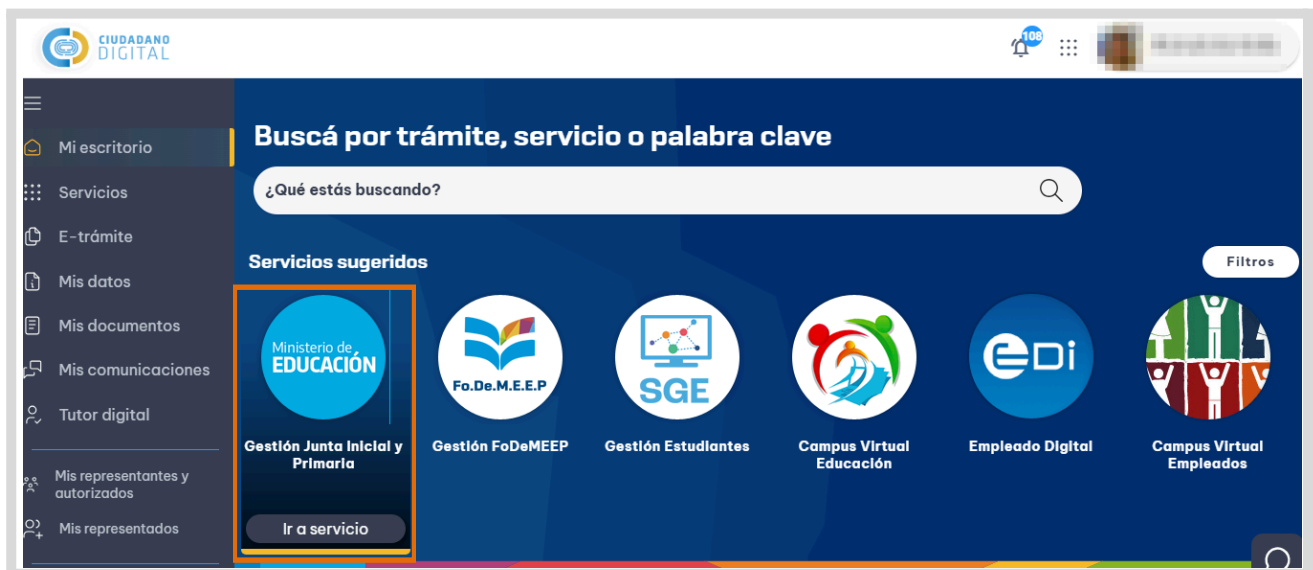 CIUDADANO
DIGITAL
108
Mi escritorio
Servicios
E-trámite
Mis datos
Mis documentos
Mis comunicaciones
Tutor digital
Mis representantes y
autorizados
Mis representados
Buscá por trámite, servicio o palabra clave
¿Qué estás buscando?
Servicios sugeridos
Filtros
Ministerio de
EDUCACIÓN
Gestión Junta Inicial y
Primaria
Ir a servicio
Fo.De.M.E.E.P
Gestión FoDeMEEP
SGE
Gestión Estudiantes
Campus Virtual
Educación
eDi
Empleado Digital
Campus Virtual
Empleados